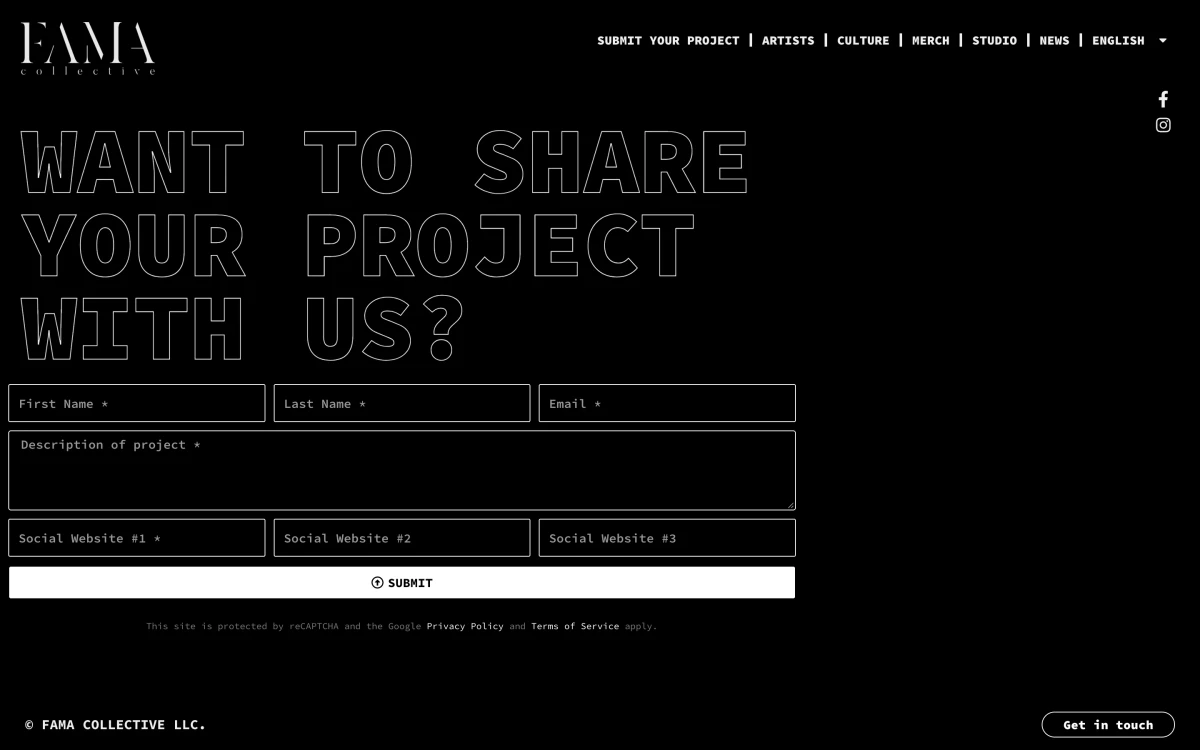 FAMA
collective
SUBMIT YOUR PROJECT | ARTISTS | CULTURE | MERCH | STUDIO | NEWS | ENGLISH
WANT TO SHARE
YOUR PROJECT
WITH US?
First Name * Last Name * Email *
Description of project *
Social Website #1 * Social Website #2 Social Website #3
SUBMIT
This site is protected by reCAPTCHA and the Google Privacy Policy and Terms of Service apply.
© FAMA COLLECTIVE LLC. Get in touch